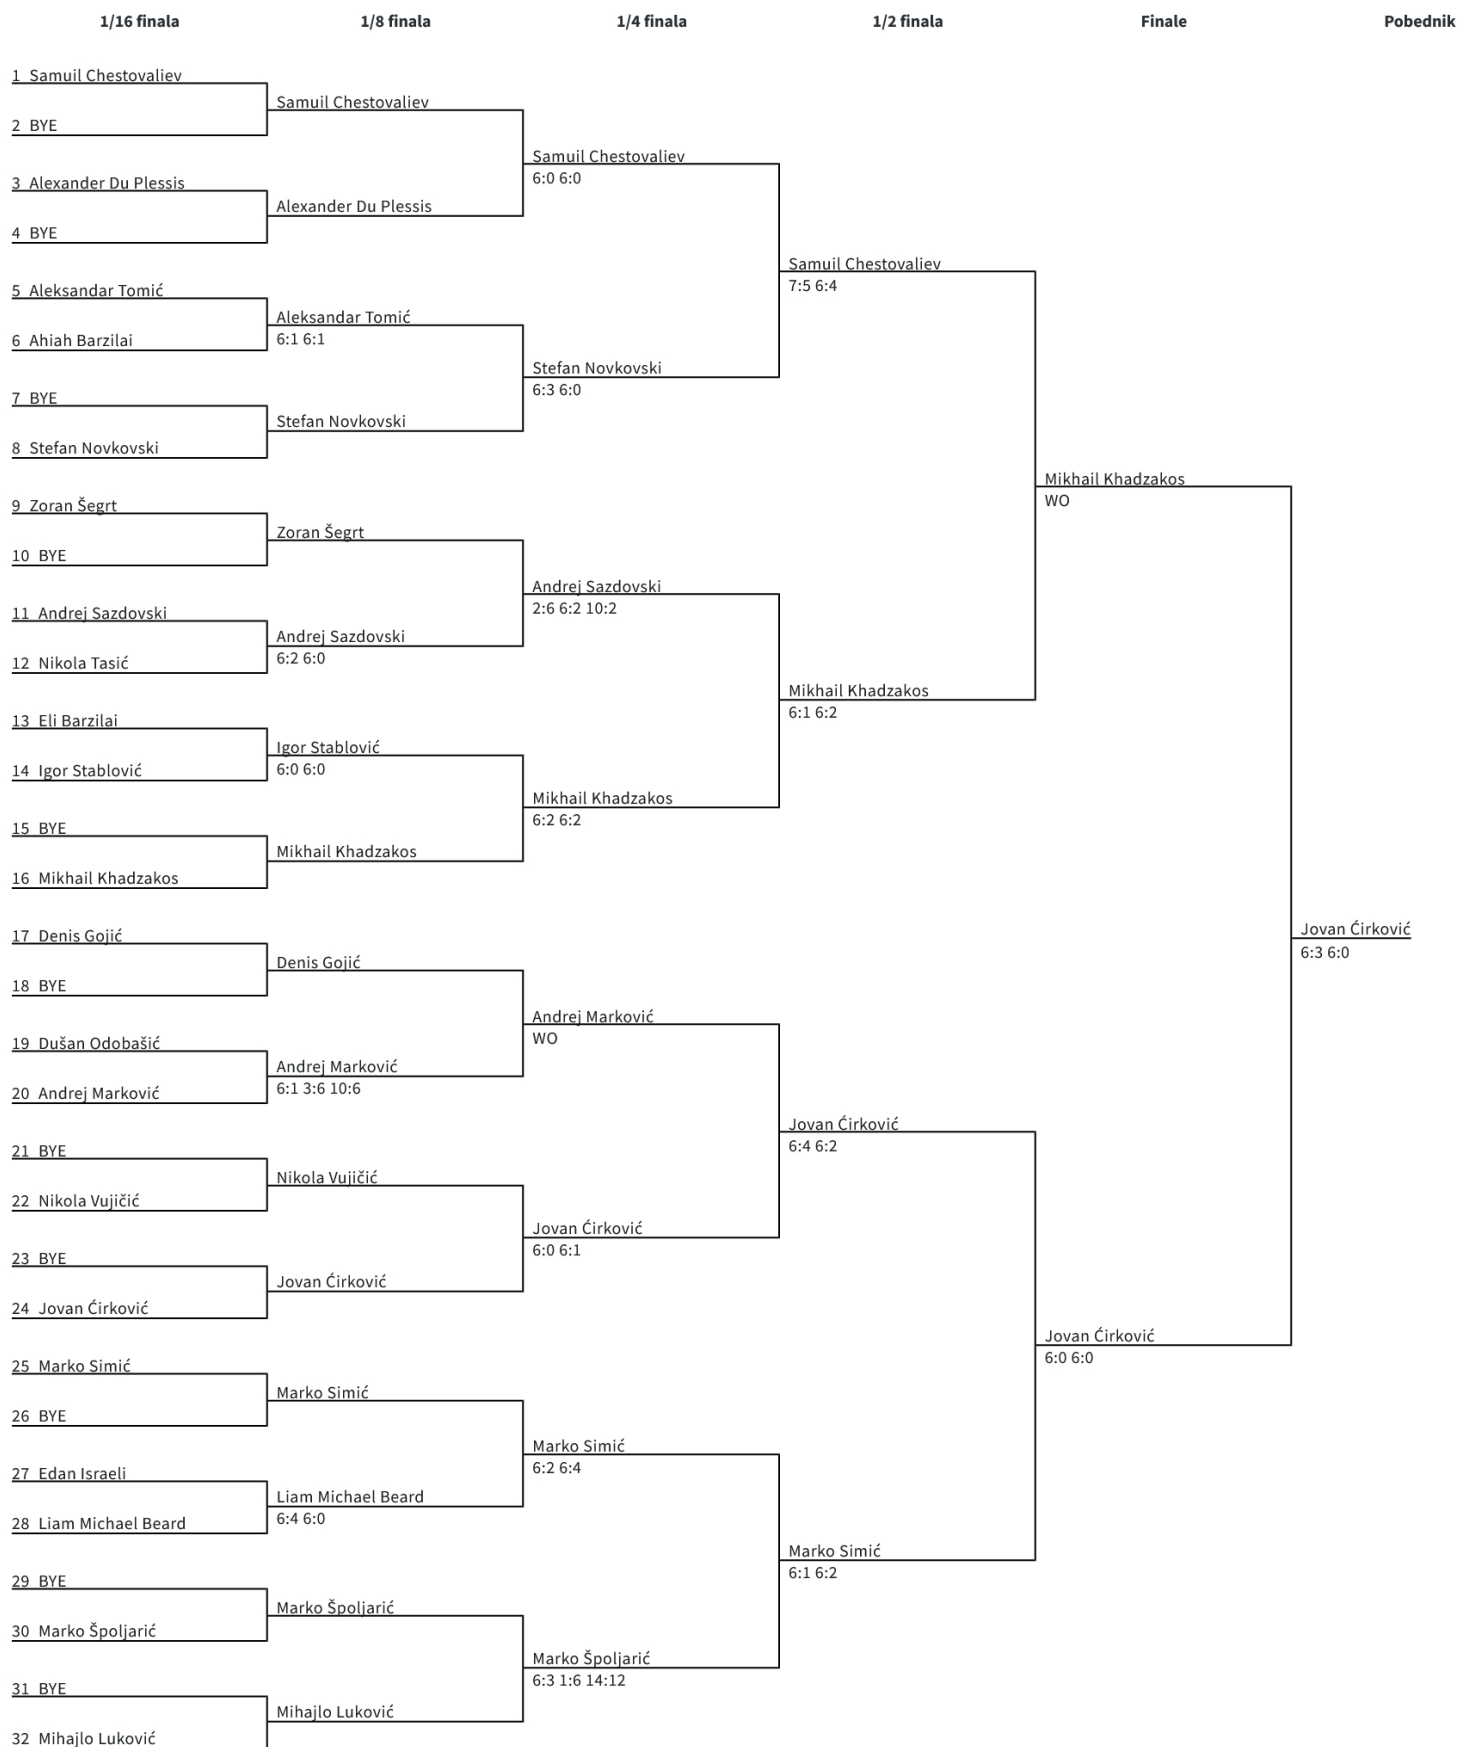 1/16 finala 1/8 finala 1/4 finala 1/2 finala Finale Pobednik
1 Samuil Chestovaliev
Samuil Chestovaliev
2 BYE
Samuil Chestovaliev
6:0 6:0
3 Alexander Du Plessis
Alexander Du Plessis
4 BYE
Samuil Chestovaliev
7:5 6:4
5 Aleksandar Tomić
Aleksandar Tomić
6:1 6:1
6 Ahiah Barzilai
Stefan Novkovski
6:3 6:0
7 BYE
Stefan Novkovski
8 Stefan Novkovski
Mikhail Khadzakos
WO
9 Zoran Šegrt
Zoran Šegrt
10 BYE
Andrej Sazdovski
2:6 6:2 10:2
11 Andrej Sazdovski
Andrej Sazdovski
6:2 6:0
12 Nikola Tasić
Mikhail Khadzakos
6:1 6:2
13 Eli Barzilai
Igor Stablović
6:0 6:0
14 Igor Stablović
Mikhail Khadzakos
6:2 6:2
15 BYE
Mikhail Khadzakos
16 Mikhail Khadzakos
Jovan Ćirković
6:3 6:0
17 Denis Gojić
Denis Gojić
18 BYE
Andrej Marković
WO
19 Dušan Odobašić
Andrej Marković
6:1 3:6 10:6
20 Andrej Marković
Jovan Ćirković
6:4 6:2
21 BYE
Nikola Vujičić
22 Nikola Vujičić
Jovan Ćirković
6:0 6:1
23 BYE
Jovan Ćirković
24 Jovan Ćirković
Jovan Ćirković
6:0 6:0
25 Marko Simić
Marko Simić
26 BYE
Marko Simić
6:2 6:4
27 Edan Israeli
Liam Michael Beard
6:4 6:0
28 Liam Michael Beard
Marko Simić
6:1 6:2
29 BYE
Marko Špoljarić
30 Marko Špoljarić
Marko Špoljarić
6:3 1:6 14:12
31 BYE
Mihajlo Luković
32 Mihajlo Luković